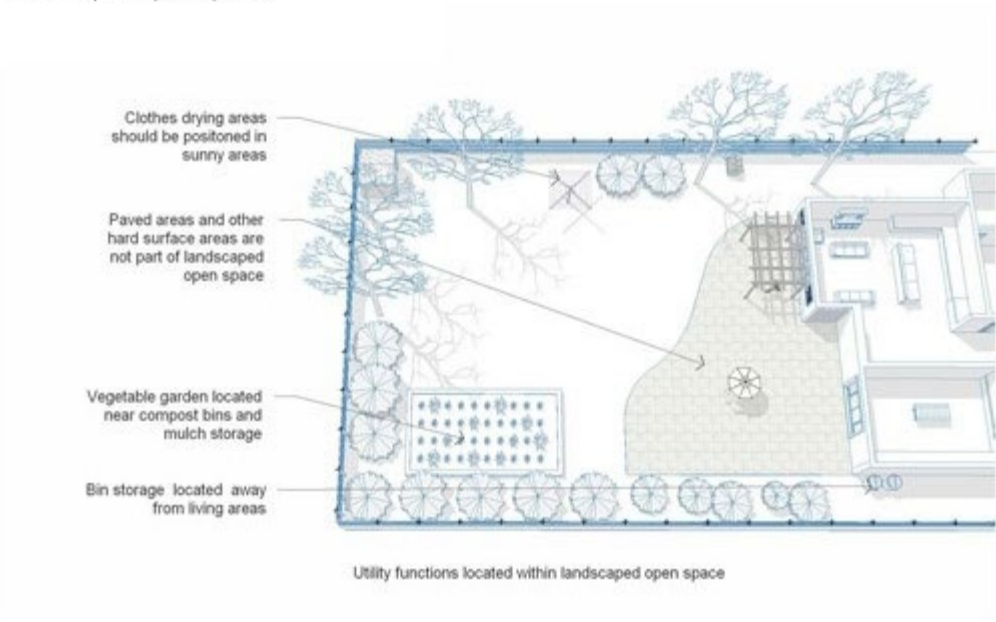 Clothes drying areas
should be positoned in
sunny areas
Paved areas and other
hard surface areas are
not part of landscaped
open space
Vegetable garden located
near compost bins and
mulch storage
Bin storage located away
from living areas
Utility functions located within landscaped open space